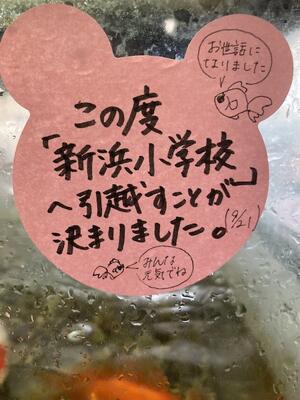 お世話に
なりました
この度
「新浜小学校」
へ引越すことが
決まりました。
(9/21)
みんな
元気でね